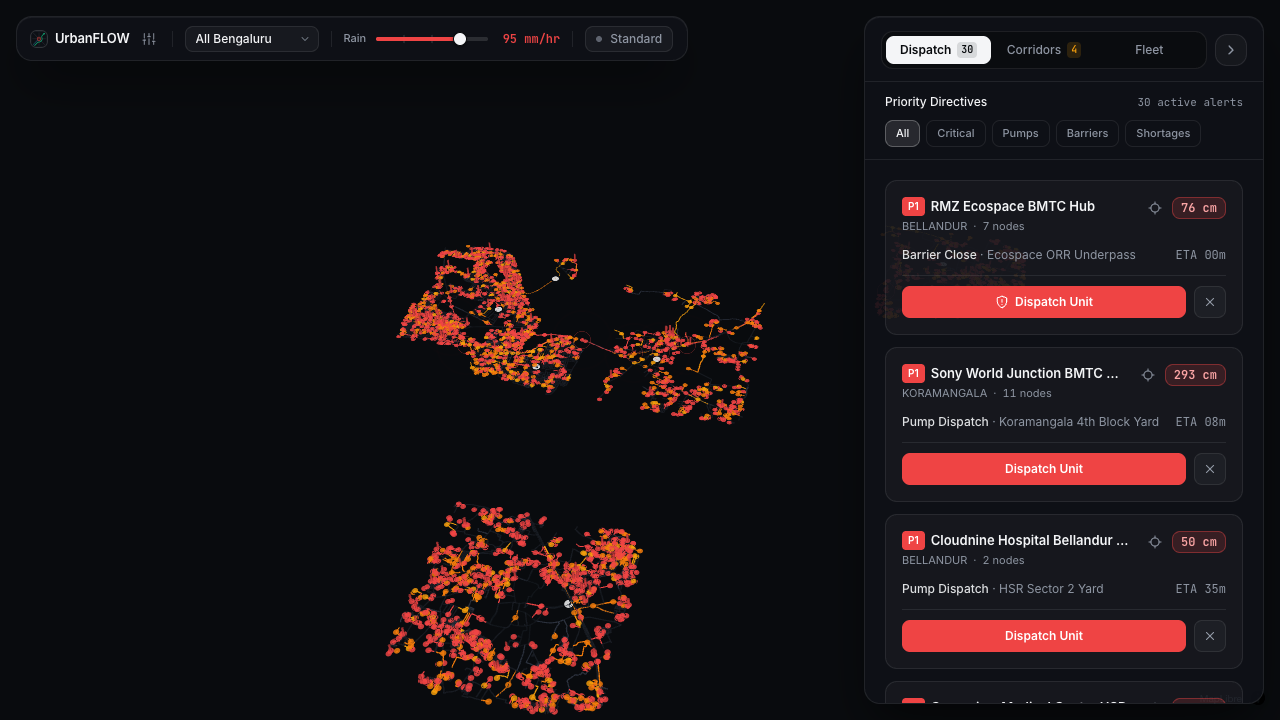 UrbanFLOW
All Bengaluru
Rain
95 mm/hr
Standard
Dispatch 30
Corridors 4
Fleet
Priority Directives
30 active alerts
All
Critical
Pumps
Barriers
Shortages
P1 RMZ Ecospace BMTC Hub
76 cm
BELLANDUR · 7 nodes
Barrier Close · Ecospace ORR Underpass
ETA 00m
Dispatch Unit
P1 Sony World Junction BMTC ...
293 cm
KORAMANGALA · 11 nodes
Pump Dispatch · Koramangala 4th Block Yard
ETA 08m
Dispatch Unit
P1 Cloudnine Hospital Bellandur ...
50 cm
BELLANDUR · 2 nodes
Pump Dispatch · HSR Sector 2 Yard
ETA 35m
Dispatch Unit